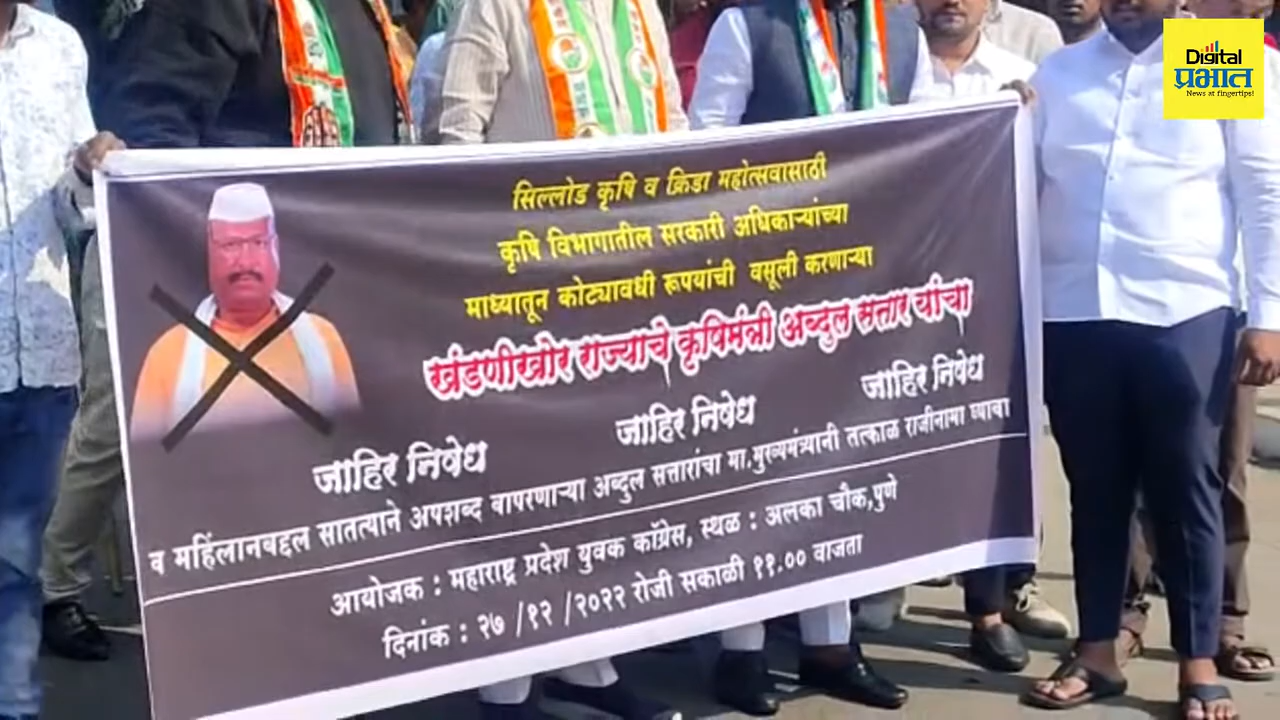 Digital
प्रभात
News at fingertips!
सिल्लोड कृषि व क्रिडा महोत्सवासाठी
कृषि विभागातील सरकारी अधिकाऱ्यांच्या
माध्यातून कोट्यावधी रूपयांची वसूली करणाऱ्या
खंडणीखोर राज्याचे कृषिमंत्री अब्दुल सत्तार यांचा
जाहिर निषेध जाहिर निषेध जाहिर निषेध
व महिंलानबद्दल सातत्याने अपशब्द वापरणाऱ्या अब्दुल सत्तारांचा मा.मुख्यमंत्र्यानी तत्काळ राजीनामा घ्यावा
आयोजक : महाराष्ट्र प्रदेश युवक काँग्रेस, स्थळ : अलका चौक,पुणे
दिनांक : २७ /१२ /२०२२ रोजी सकाळी ११.०० वाजता